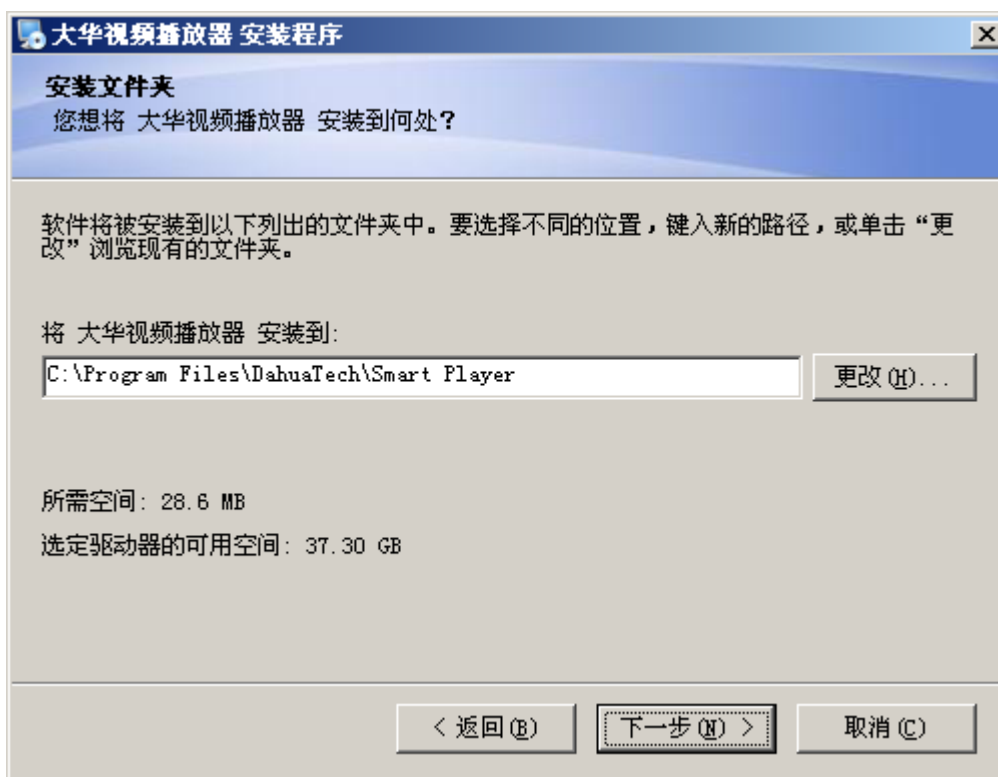 大华视频播放器 安装程序
安装文件夹
您想将 大华视频播放器 安装到何处?
软件将被安装到以下列出的文件夹中。要选择不同的位置，键入新的路径，或单击“更
改”浏览现有的文件夹。
将 大华视频播放器 安装到:
C:\Program Files\DahuaTech\Smart Player
更改(H)...
所需空间: 28.6 MB
选定驱动器的可用空间: 37.30 GB
< 返回(B)
下一步(N) >
取消(C)